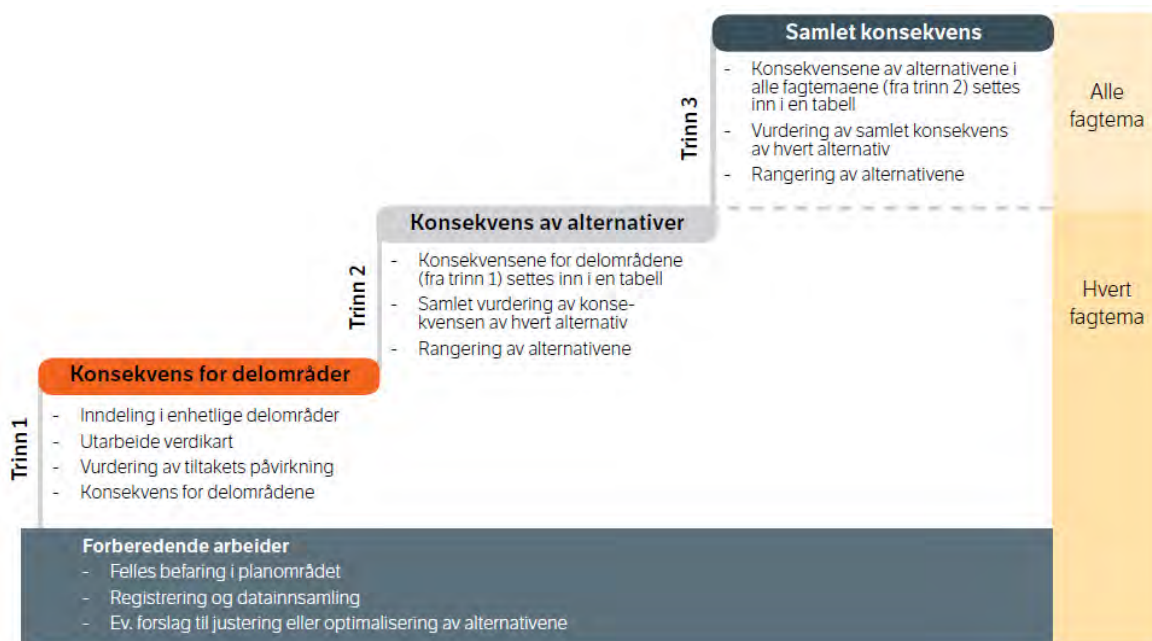 Samlet konsekvens
- Konsekvensene av alternativene i
alle fagtemaene (fra trinn 2) settes
inn i en tabell
- Vurdering av samlet konsekvens
av hvert alternativ
- Rangering av alternativene
Trinn 3
Alle
fagtema
Konsekvens av alternativer
- Konsekvensene for delområdene
(fra trinn 1) settes inn i en tabell
- Samlet vurdering av konse-
kvensen av hvert alternativ
- Rangering av alternativene
Trinn 2
Hvert
fagtema
Konsekvens for delområder
- Inndeling i enhetlige delområder
- Utarbeide verdikart
- Vurdering av tiltakets påvirkning
- Konsekvens for delområdene
Trinn 1
Forberedende arbeider
- Felles befaring i planområdet
- Registrering og datainnsamling
- Ev. forslag til justering eller optimalisering av alternativene